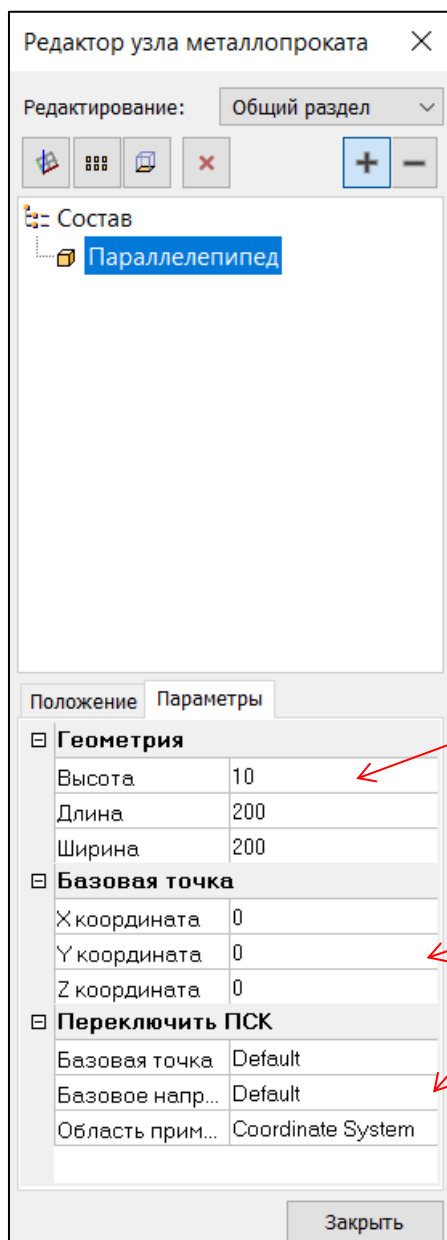 Редактор узла металлопроката
Редактирование: Общий раздел
Состав
Параллелепипед
Положение Параметры
Геометрия
Высота 10
Длина 200
Ширина 200
Базовая точка
X координата 0
Y координата 0
Z координата 0
Переключить ПСК
Базовая точка Default
Базовое напр... Default
Область прим... Coordinate System
Закрыть